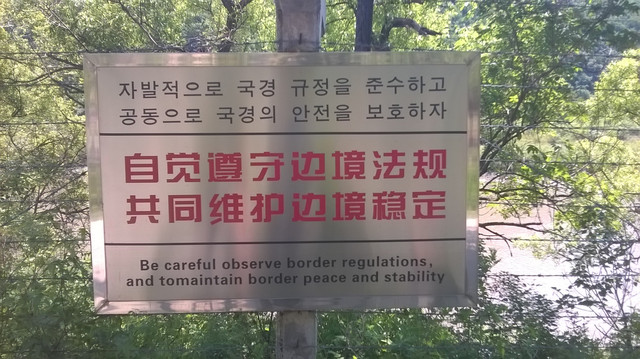 자발적으로 국경 규정을 준수하고
공동으로 국경의 안전을 보호하자
自觉遵守边境法规
共同维护边境稳定
Be careful observe border regulations,
and tomaintain border peace and stability